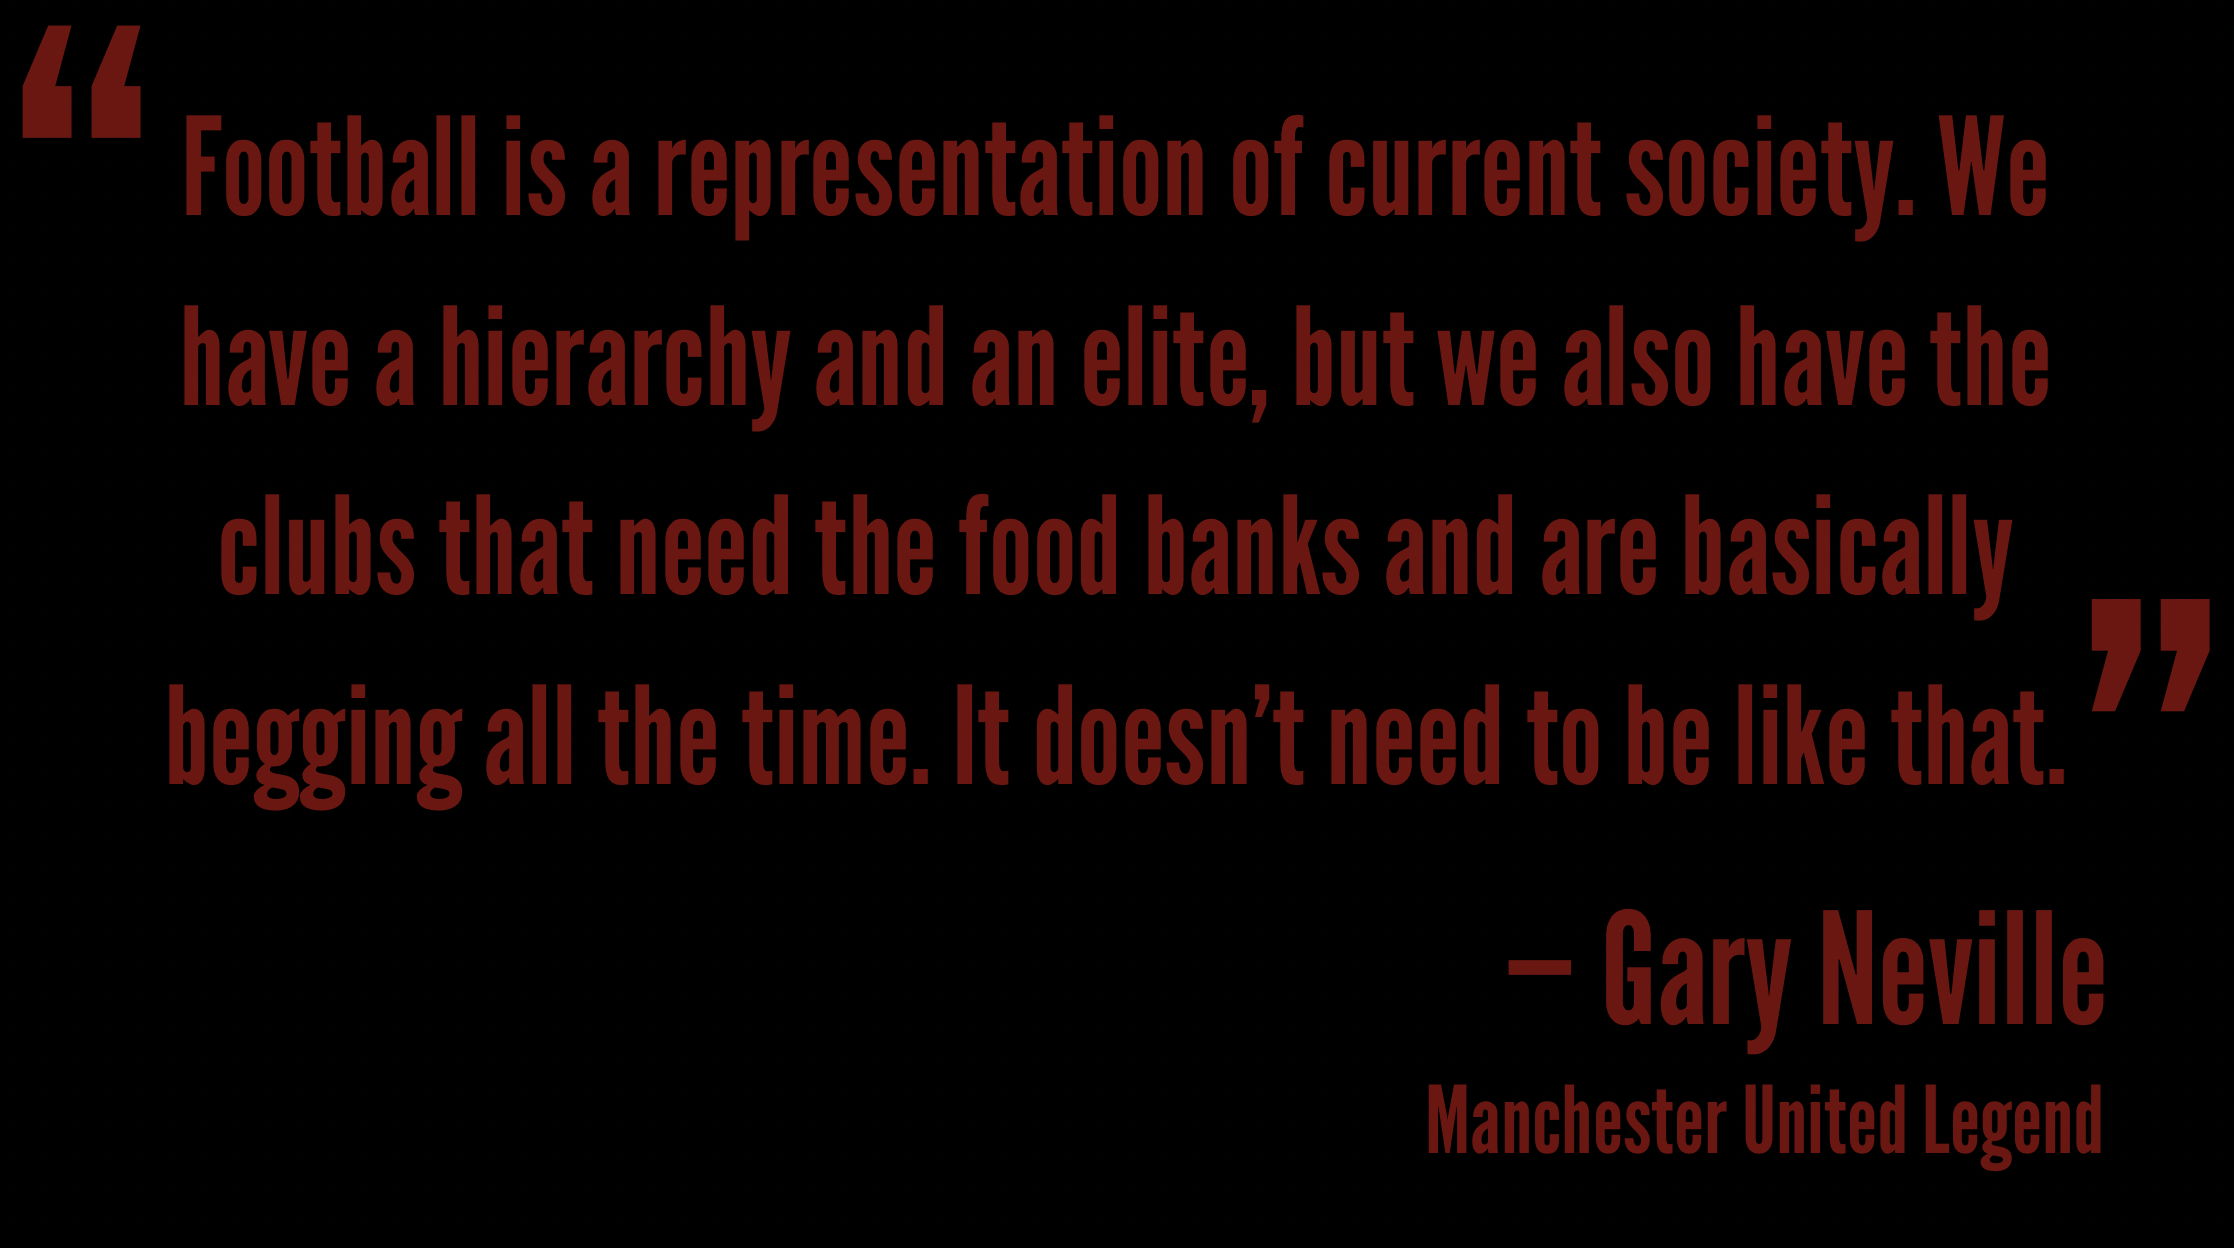 “Football is a representation of current society. We
have a hierarchy and an elite, but we also have the
clubs that need the food banks and are basically
begging all the time. It doesn’t need to be like that.”
– Gary Neville
Manchester United Legend